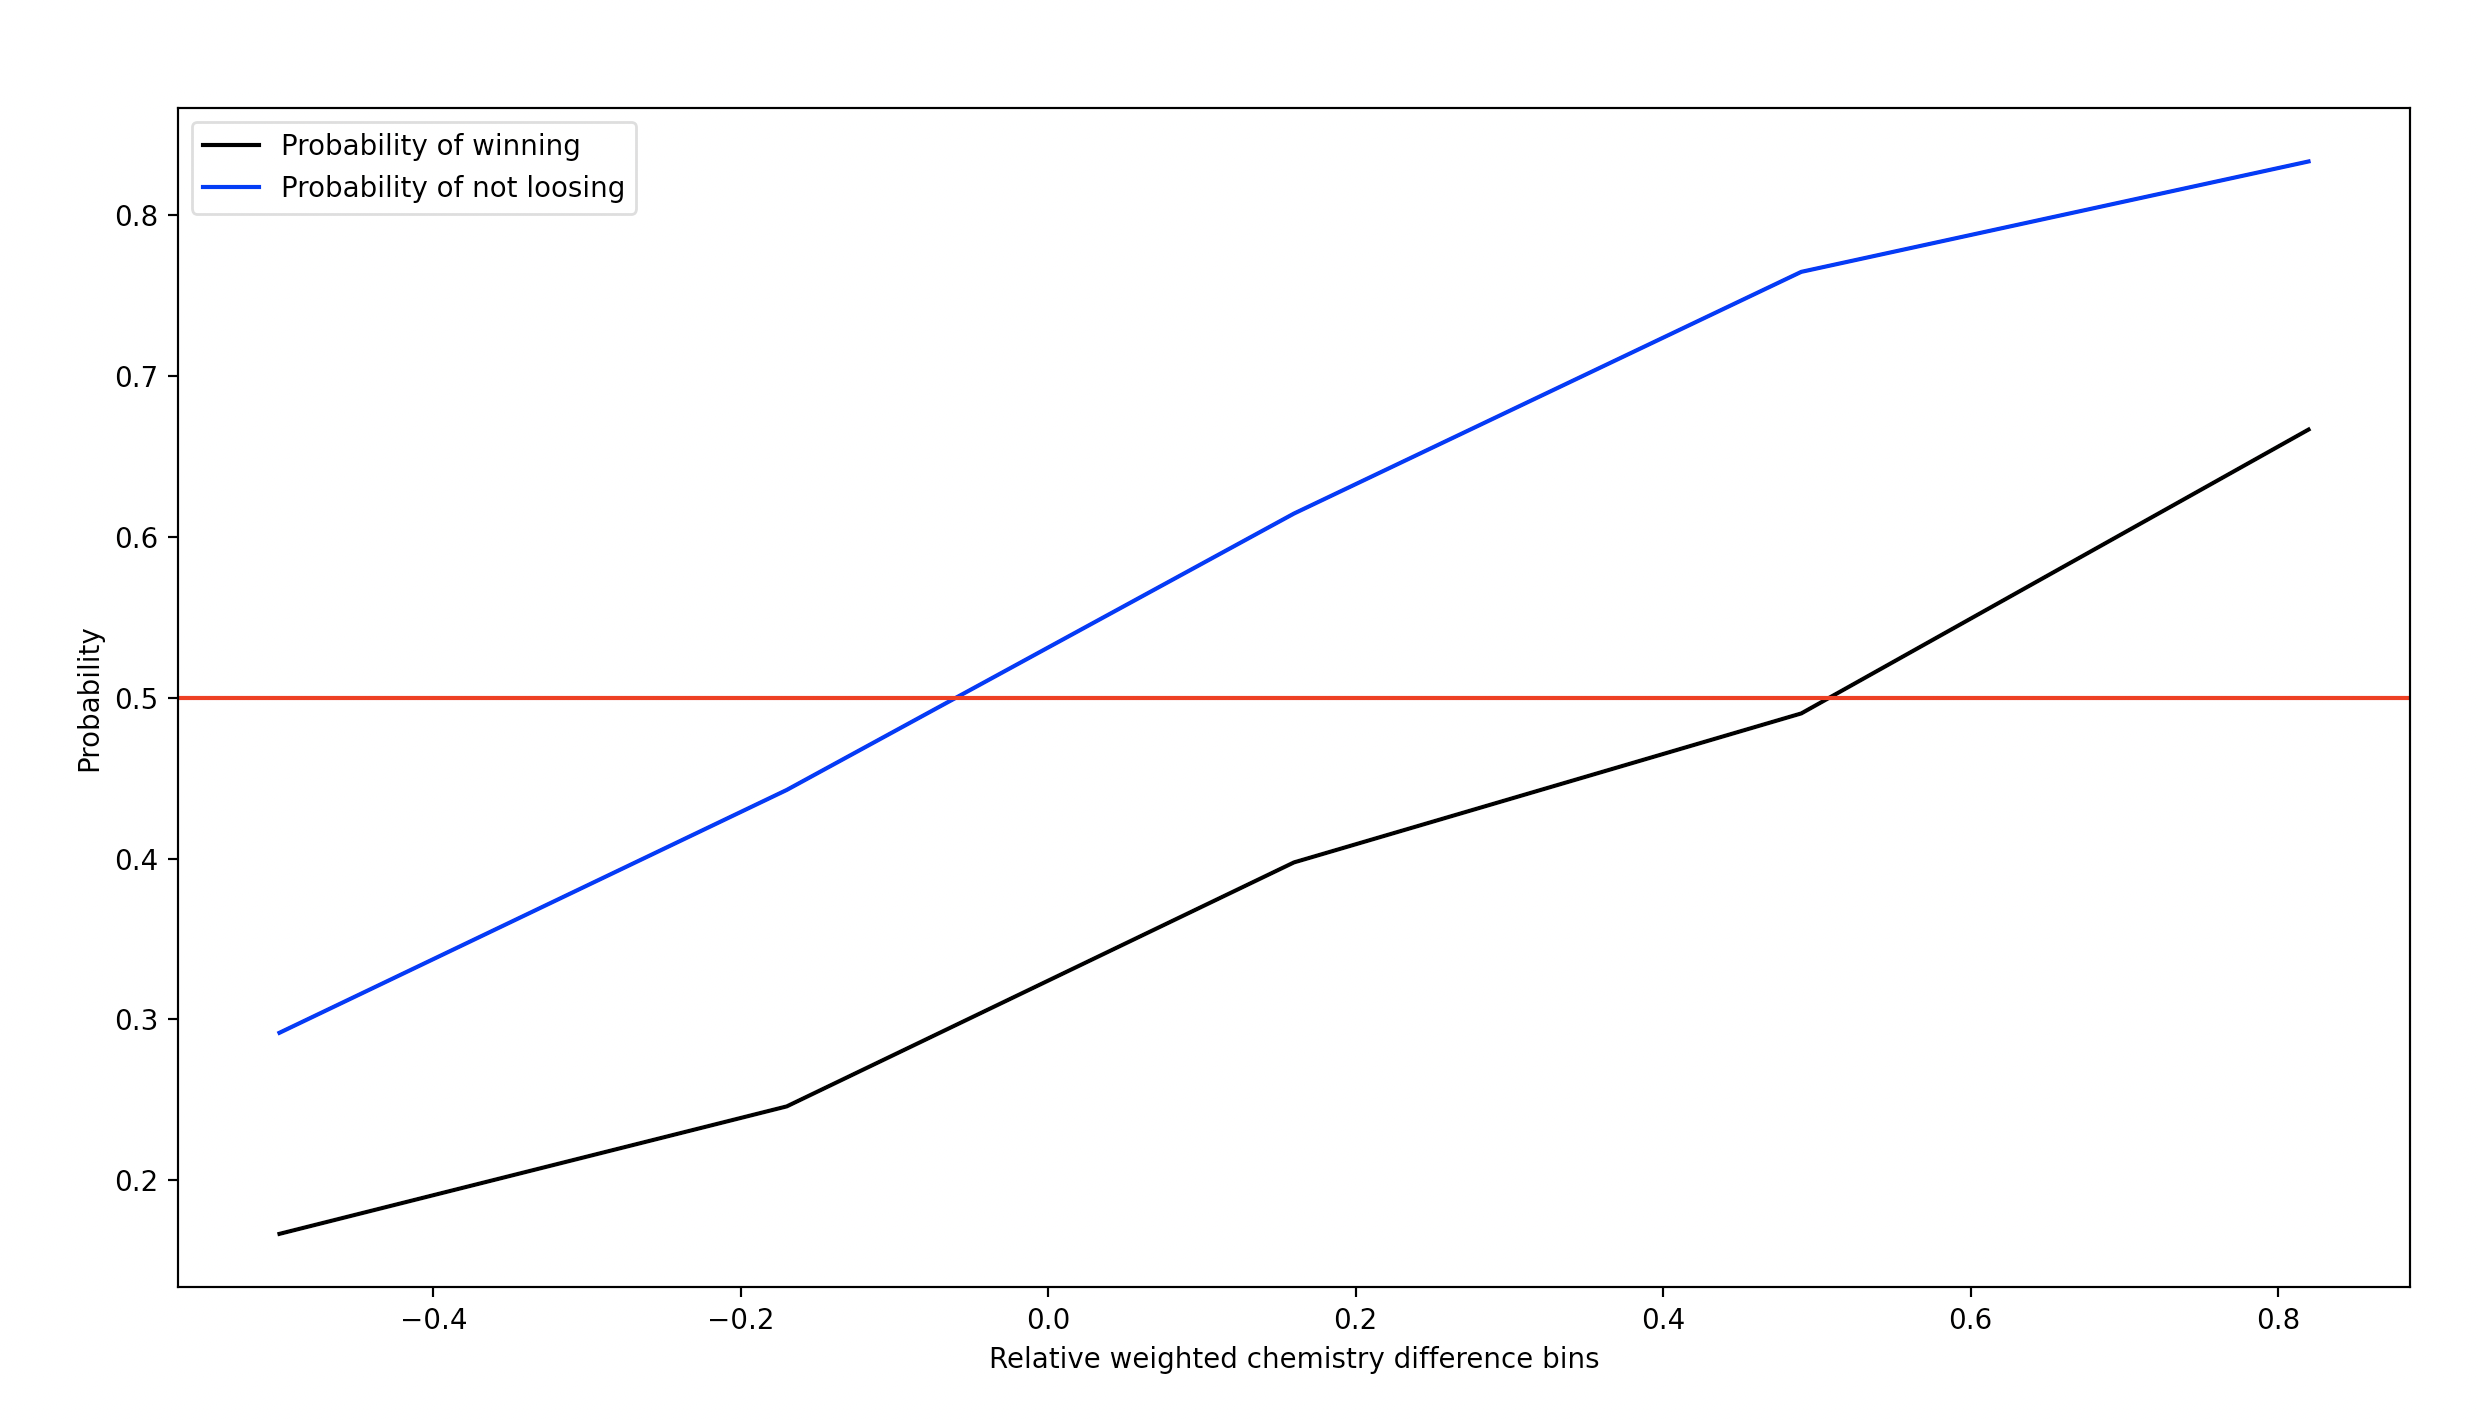 Probability of winning
Probability of not loosing
0.8
0.7
0.6
0.5
0.4
0.3
0.2
Probability
−0.4 −0.2 0.0 0.2 0.4 0.6 0.8
Relative weighted chemistry difference bins